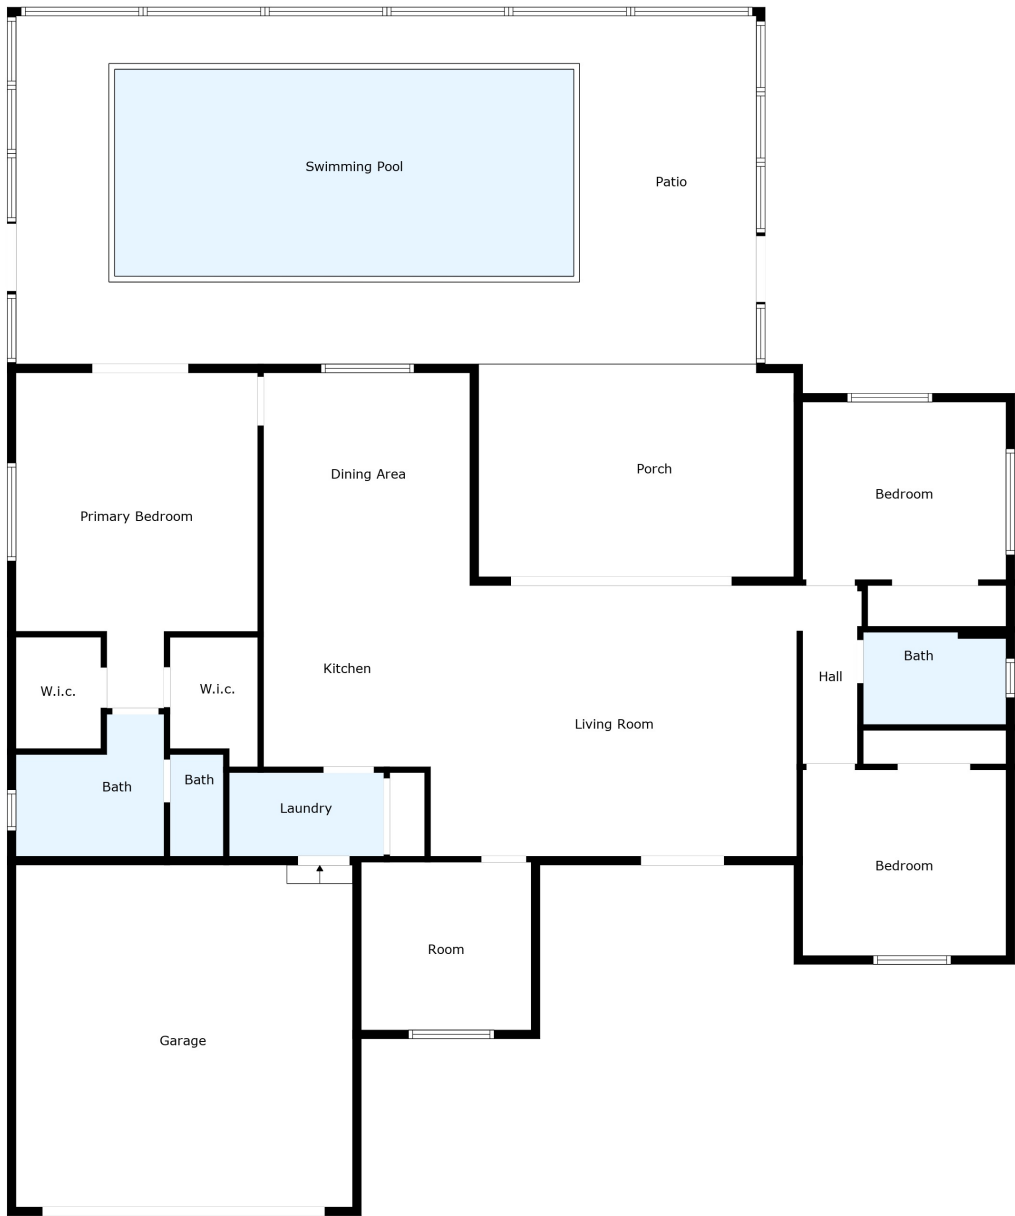 Swimming Pool
Patio
Porch
Dining Area
Bedroom
Primary Bedroom
Bath
Kitchen
Hall
W.i.c.
W.i.c.
Living Room
Bath
Bath
Laundry
Bedroom
Room
Garage